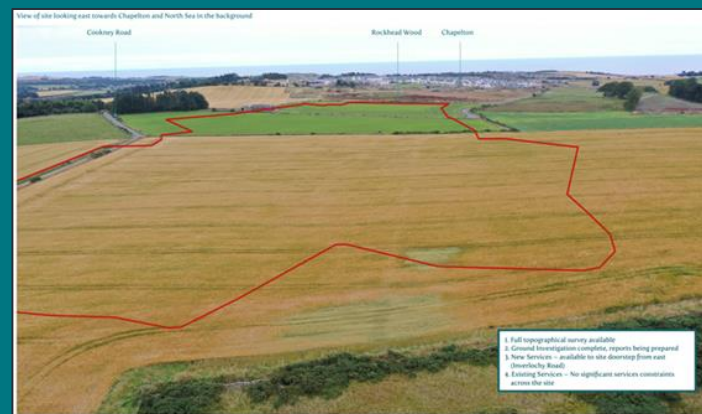 View of site looking east towards Chapelton and North Sea in the background
Cookney Road
Rockhead Wood
Chapelton
1. Full topographical survey available
2. Ground Investigation complete, reports being prepared
3. New Services – available to site doorstep from east
(Inverlochy Road)
4. Existing Services – No significant services constraints
across the site